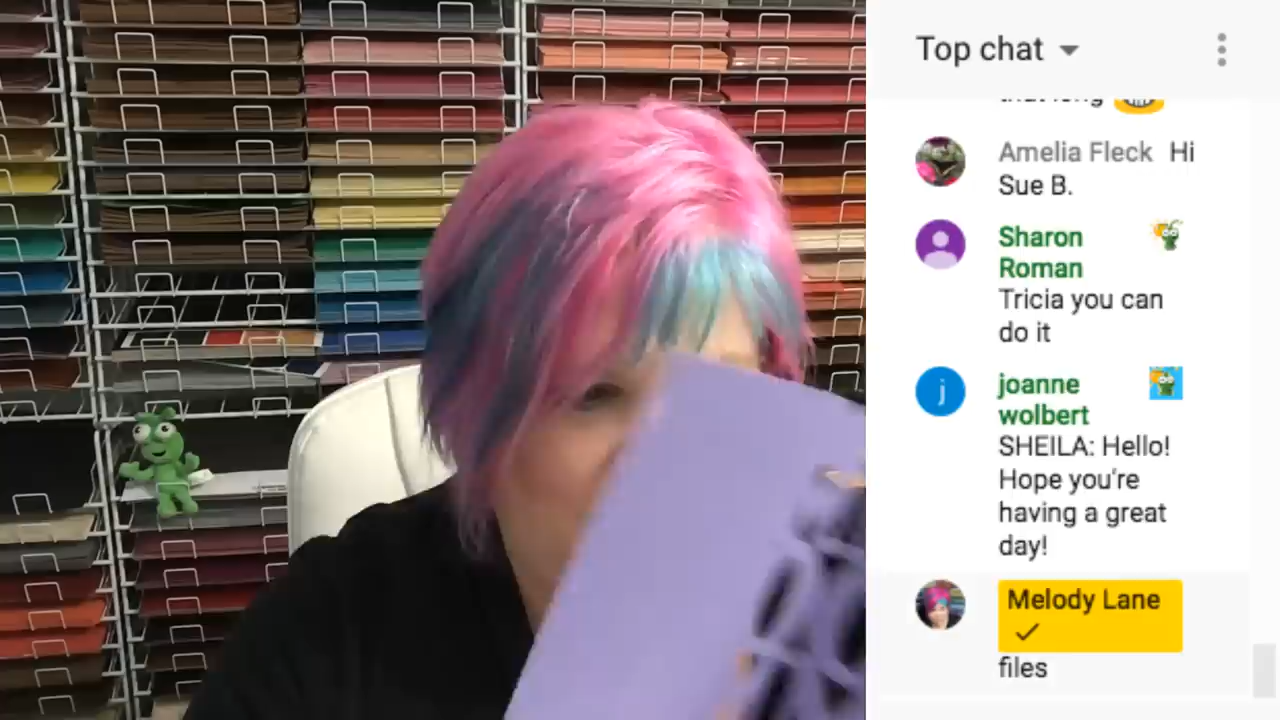 Top chat
Amelia Fleck Hi
Sue B.
Sharon
Roman
Tricia you can
do it
j
joanne
wolbert
SHEILA: Hello!
Hope you're
having a great
day!
Melody Lane
files